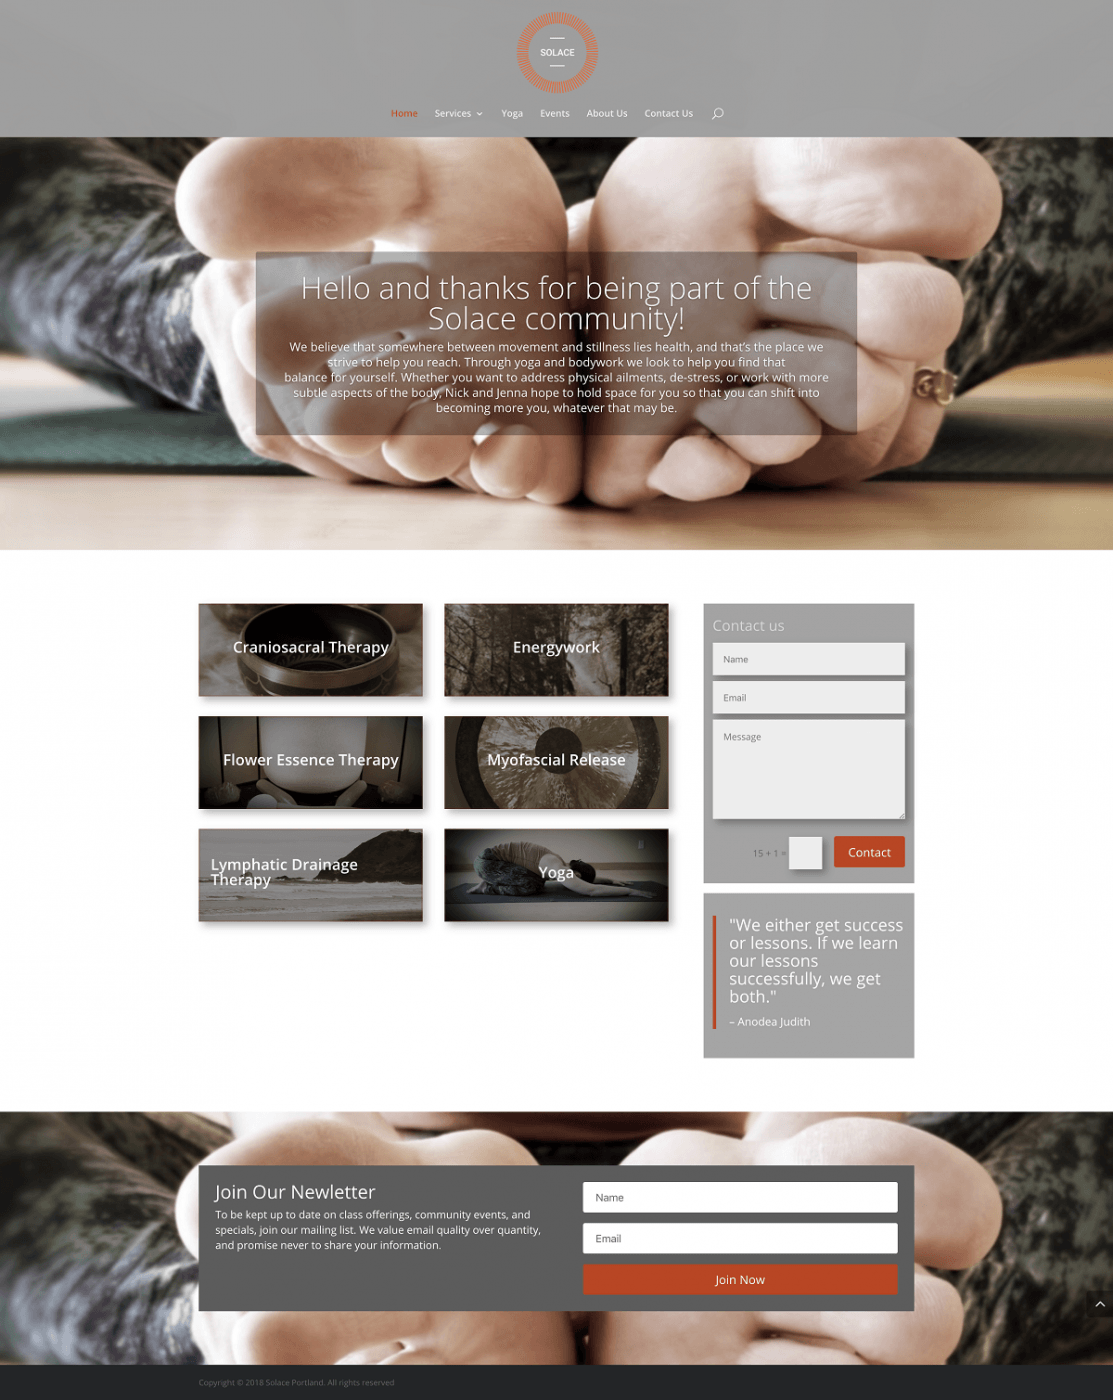 SOLACE
Home Services Yoga Events About Us Contact Us
Hello and thanks for being part of the
Solace community!
We believe that somewhere between movement and stillness lies health, and that's the place we
strive to help you reach. Through yoga and bodywork we look to help you find that
balance for yourself. Whether you want to address physical ailments, de-stress, or work with more
subtle aspects of the body, Nick and Jenna hope to hold space for you so that you can shift into
becoming more you, whatever that may be.
Craniosacral Therapy
Energywork
Flower Essence Therapy
Myofascial Release
Lymphatic Drainage
Therapy
Yoga
Contact us
Name
Email
Message
15 + 1 =
Contact
"We either get success
or lessons. If we learn
our lessons
successfully, we get
both."
– Anodea Judith
Join Our Newletter
To be kept up to date on class offerings, community events, and
specials, join our mailing list. We value email quality over quantity,
and promise never to share your information.
Name
Email
Join Now
Copyright © 2018 Solace Portland. All rights reserved